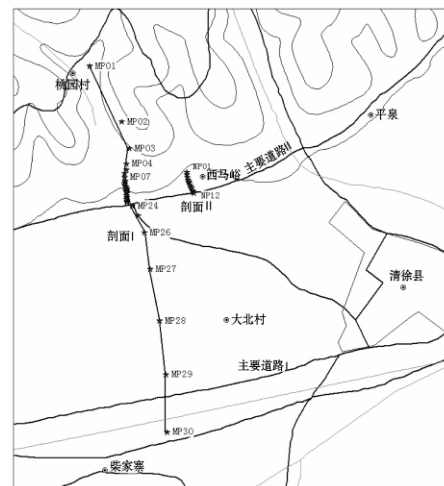 MP01
桃园村
MP02
平泉
MP03
MP04
MP07
NP01
西马峪
主要道路II
NP12
MP24
剖面II
剖面I
MP26
MP27
清徐县
MP28
大北村
主要道路I
MP29
MP30
柴家寨